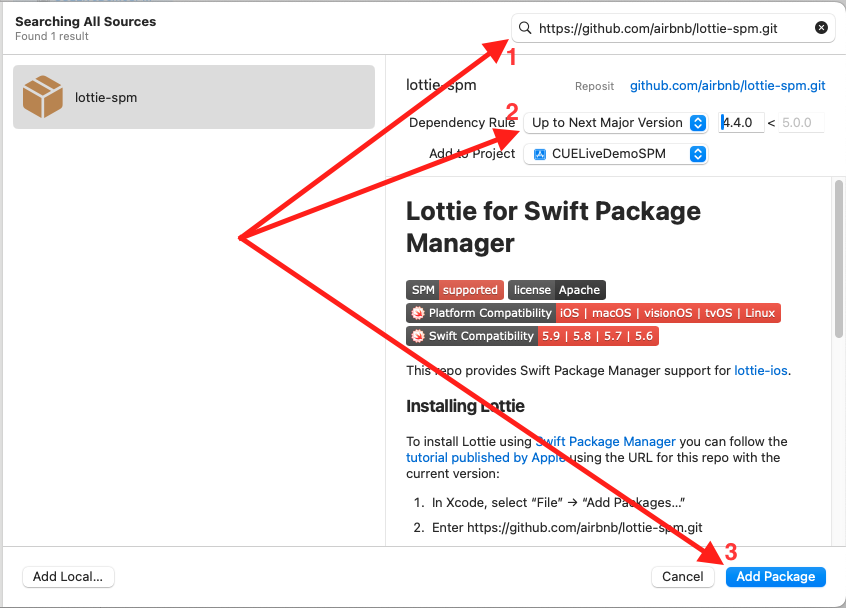 Searching All Sources
Found 1 result
https://github.com/airbnb/lottie-spm.git
1
lottie-spm
lottie-spm
Reposit
github.com/airbnb/lottie-spm.git
2
Dependency Rule
Up to Next Major Version
4.4.0 < 5.0.0
Add to Project
CUELiveDemoSPM
Lottie for Swift Package
Manager
SPM supported license Apache
Platform Compatibility iOS | macOS | visionOS | tvOS | Linux
Swift Compatibility 5.9 | 5.8 | 5.7 | 5.6
This repo provides Swift Package Manager support for lottie-ios.
Installing Lottie
To install Lottie using Swift Package Manager you can follow the
tutorial published by Apple using the URL for this repo with the
current version:
1. In Xcode, select “File” → “Add Packages...”
2. Enter https://github.com/airbnb/lottie-spm.git
3
Add Local...
Cancel
Add Package